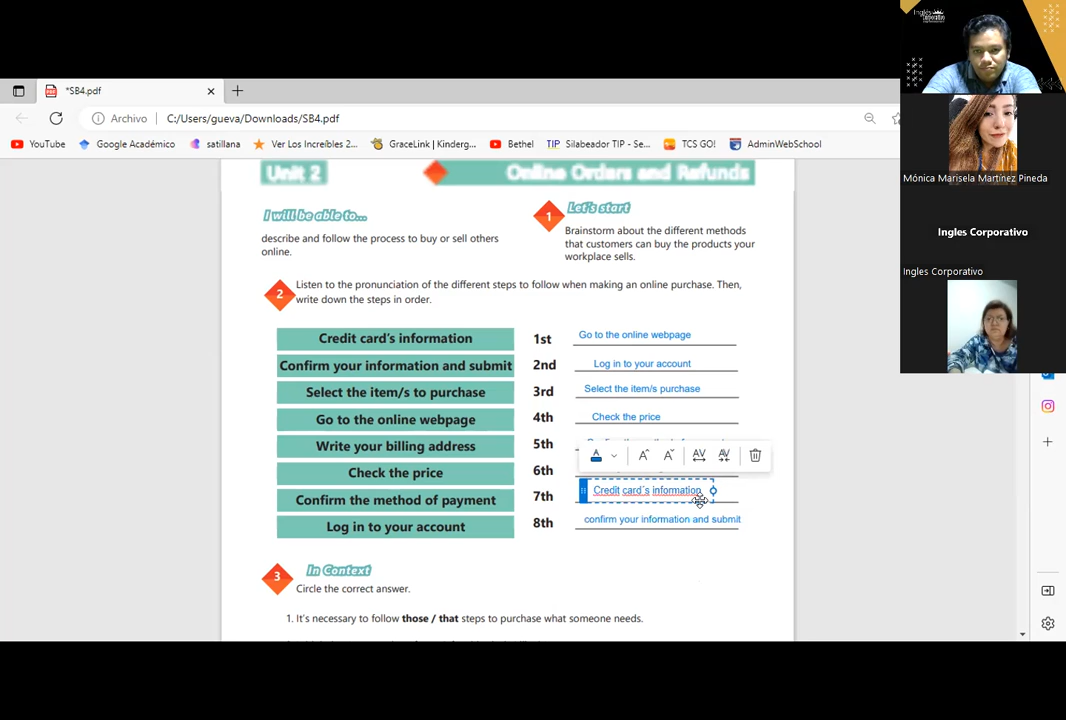 *SB4.pdf
Archivo
C:/Users/gueva/Downloads/SB4.pdf
YouTube
Google Académico
satillana
Ver Los Increíbles 2...
GraceLink | Kinderg...
Bethel
TIP
Silabeador TIP - Se...
TCS GO!
AdminWebSchool
Inglés
Corporativo
Mónica Marisela Martínez Pineda
Ingles Corporativo
Ingles Corporativo
Unit 2
Online Orders and Refunds
I will be able to...
describe and follow the process to buy or sell others
online.
1
Let's start
Brainstorm about the different methods
that customers can buy the products your
workplace sells.
2
Listen to the pronunciation of the different steps to follow when making an online purchase. Then,
write down the steps in order.
Credit card's information
1st
Go to the online webpage
Confirm your information and submit
2nd
Log in to your account
Select the item/s to purchase
3rd
Select the item/s purchase
Go to the online webpage
4th
Check the price
Write your billing address
5th
Check the price
6th
Confirm the method of payment
7th
Credit card´s information
Log in to your account
8th
confirm your information and submit
3
In Context
Circle the correct answer.
1. It's necessary to follow those / that steps to purchase what someone needs.